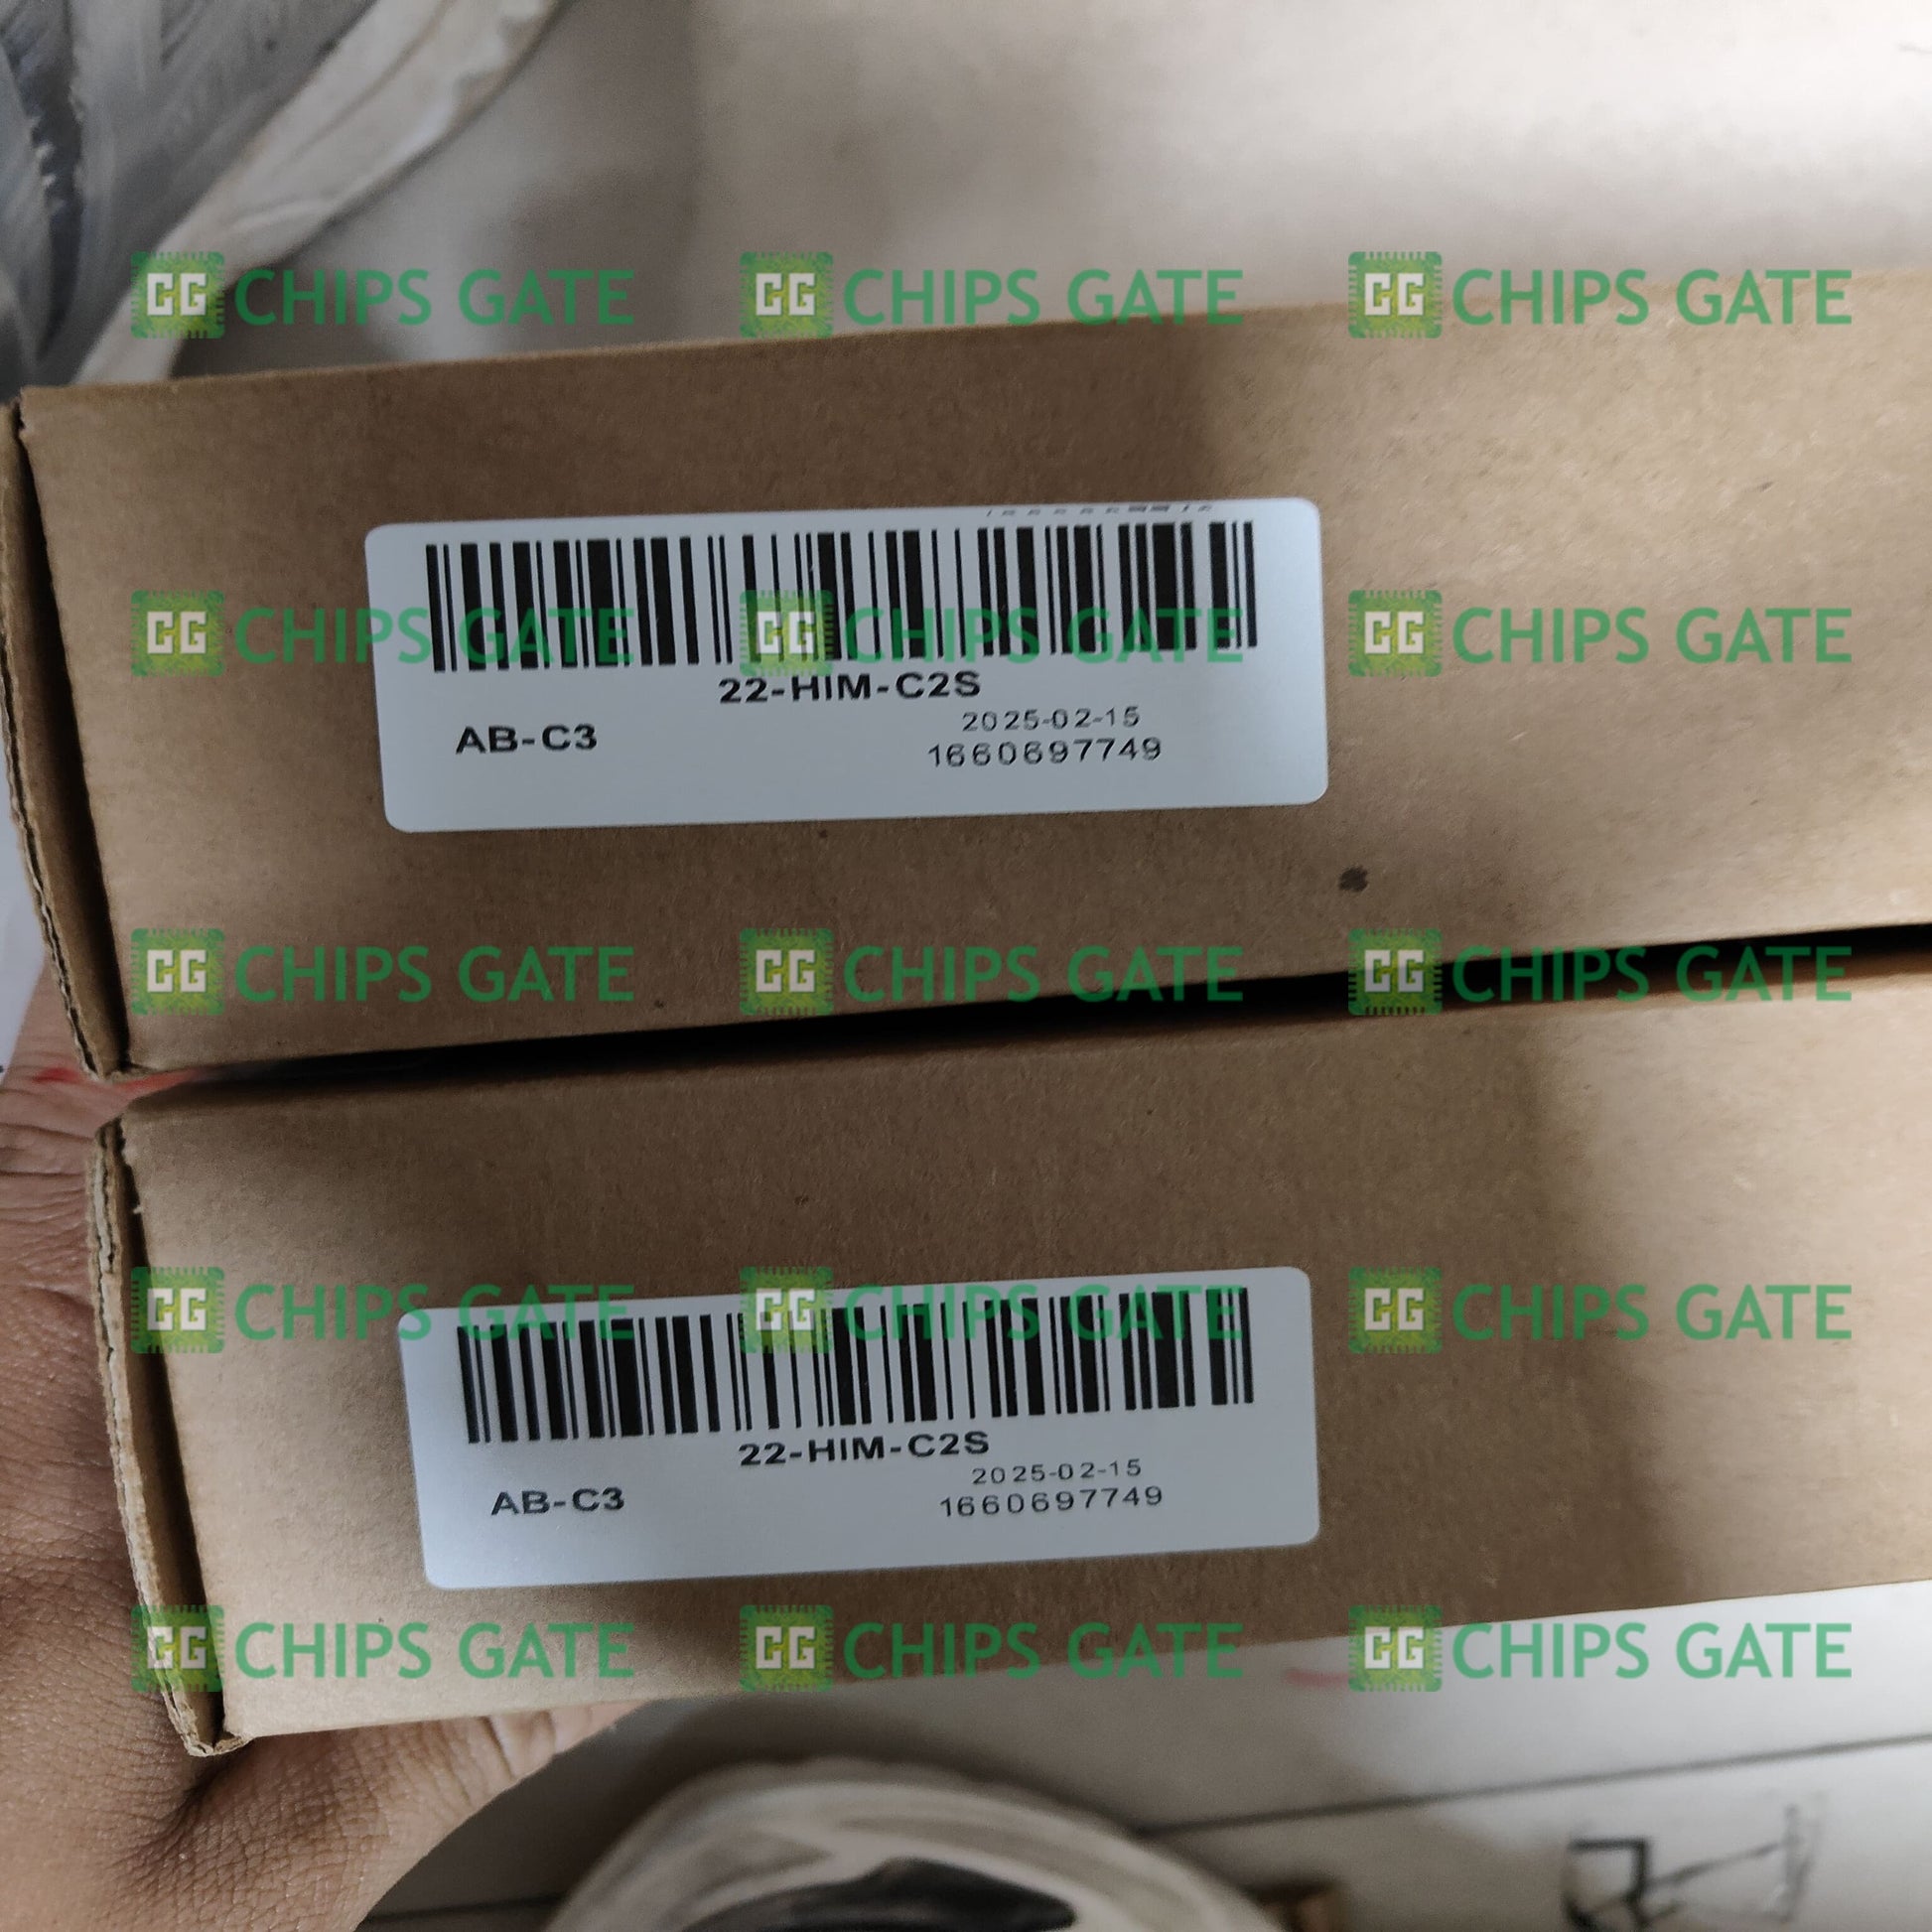 CG CHIPS GATE CG CHIPS GATE CG CHIPS GATE
CG CHIPS GATE CG CHIPS GATE CG CHIPS GATE
22-HIM-C2S
2025-02-15
AB-C3
1660697749
CG CHIPS GATE CG CHIPS GATE CG CHIPS GATE
CG CHIPS GATE CG CHIPS GATE CG CHIPS GATE
22-HIM-C2S
2025-02-15
AB-C3
1660697749
CG CHIPS GATE CG CHIPS GATE CG CHIPS GATE